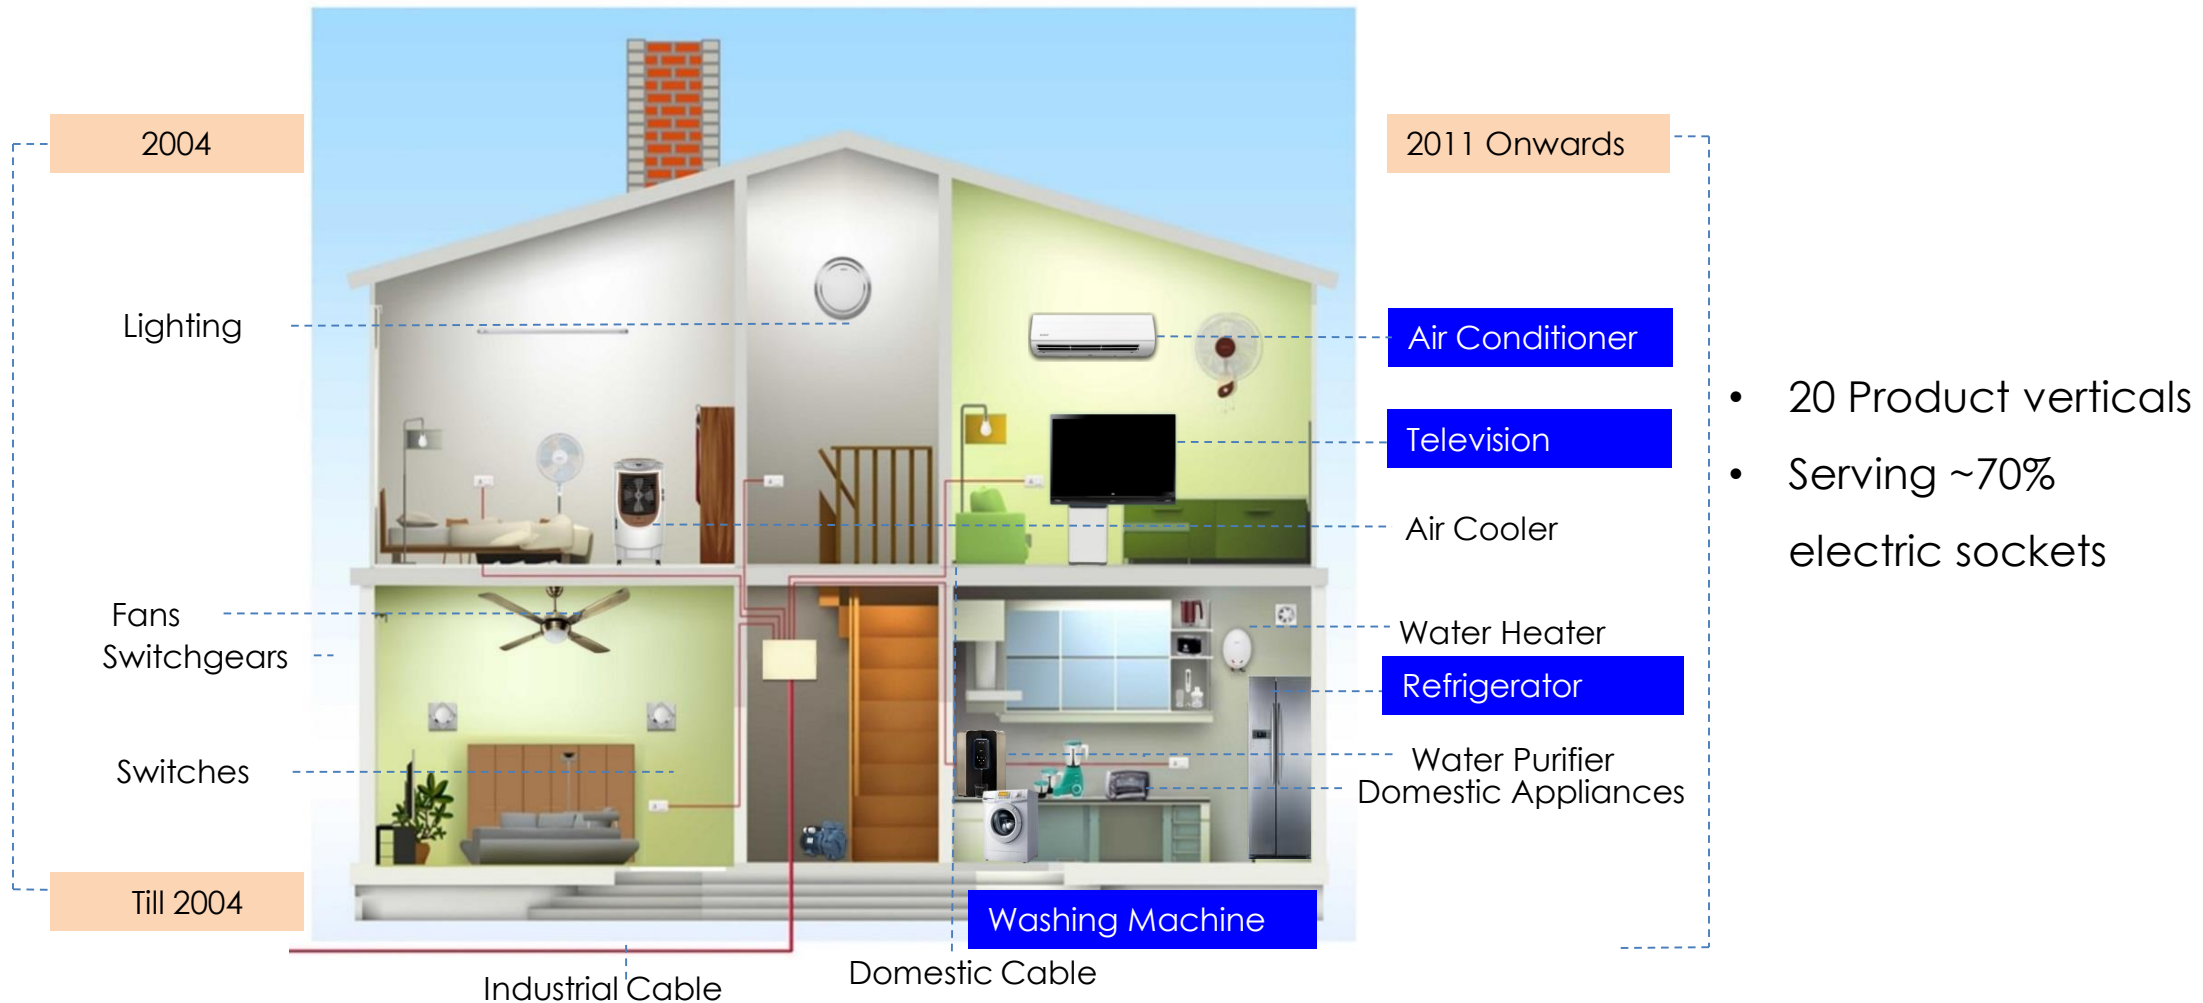 2004
2011 Onwards
Lighting
Air Conditioner
Television
Air Cooler
Fans
Switchgears
Water Heater
Refrigerator
Switches
Water Purifier
Domestic Appliances
Till 2004
Washing Machine
Industrial Cable
Domestic Cable
• 20 Product verticals
• Serving ~70%
electric sockets